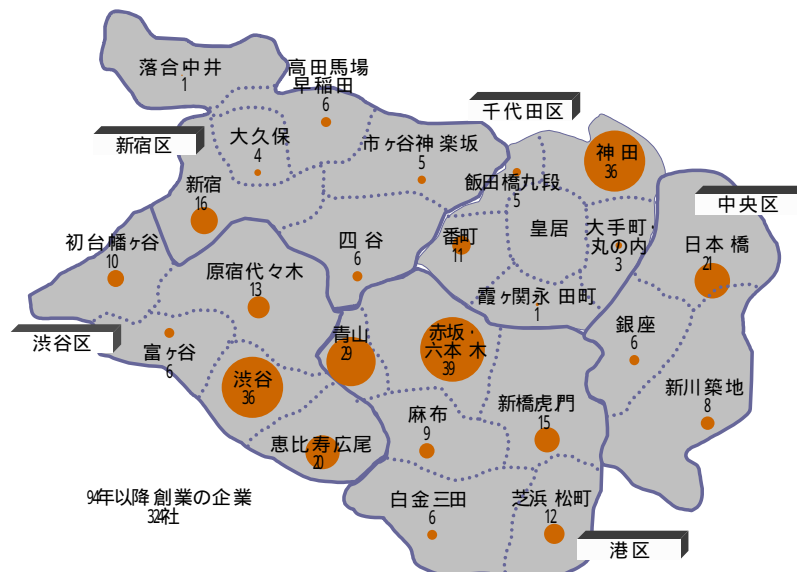 落合中井
1
高田馬場
早稲田
6
千代田区
新宿区
大久保
4
市ヶ谷神楽坂
5
神田
36
飯田橋九段
5
中央区
新宿
16
初台幡ヶ谷
10
四谷
6
番町
11
皇居
大手町・
丸の内
3
日本橋
21
原宿代々木
13
霞ヶ関永田町
1
渋谷区
富ヶ谷
6
青山
29
赤坂・
六本木
39
銀座
6
渋谷
36
新川築地
8
麻布
9
新橋虎ノ門
15
恵比寿広尾
20
94年以降創業の企業
324社
白金三田
6
芝浜松町
12
港区